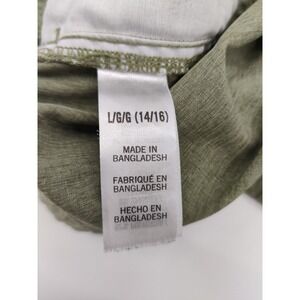 L/G/G (14/16)
MADE IN
BANGLADESH
FABRIQUÉ EN
BANGLADESH
HECHO EN
BANGLADESH